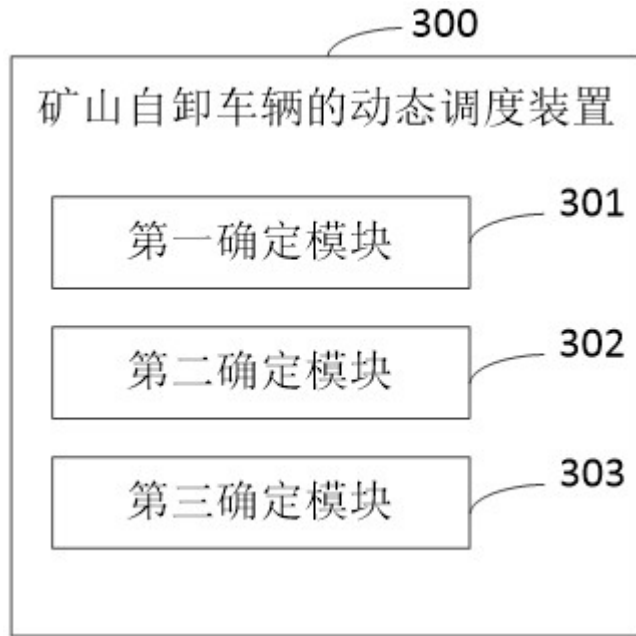 300
矿山自卸车辆的动态调度装置
301
第一确定模块
302
第二确定模块
303
第三确定模块